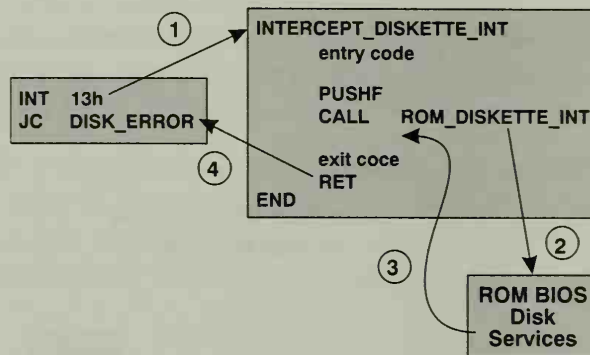 1
INTERCEPT_DISKETTE_INT
entry code
INT 13h
JC DISK_ERROR
PUSHF
CALL ROM_DISKETTE_INT
4
exit coce
RET
END
2
3
ROM BIOS
Disk
Services